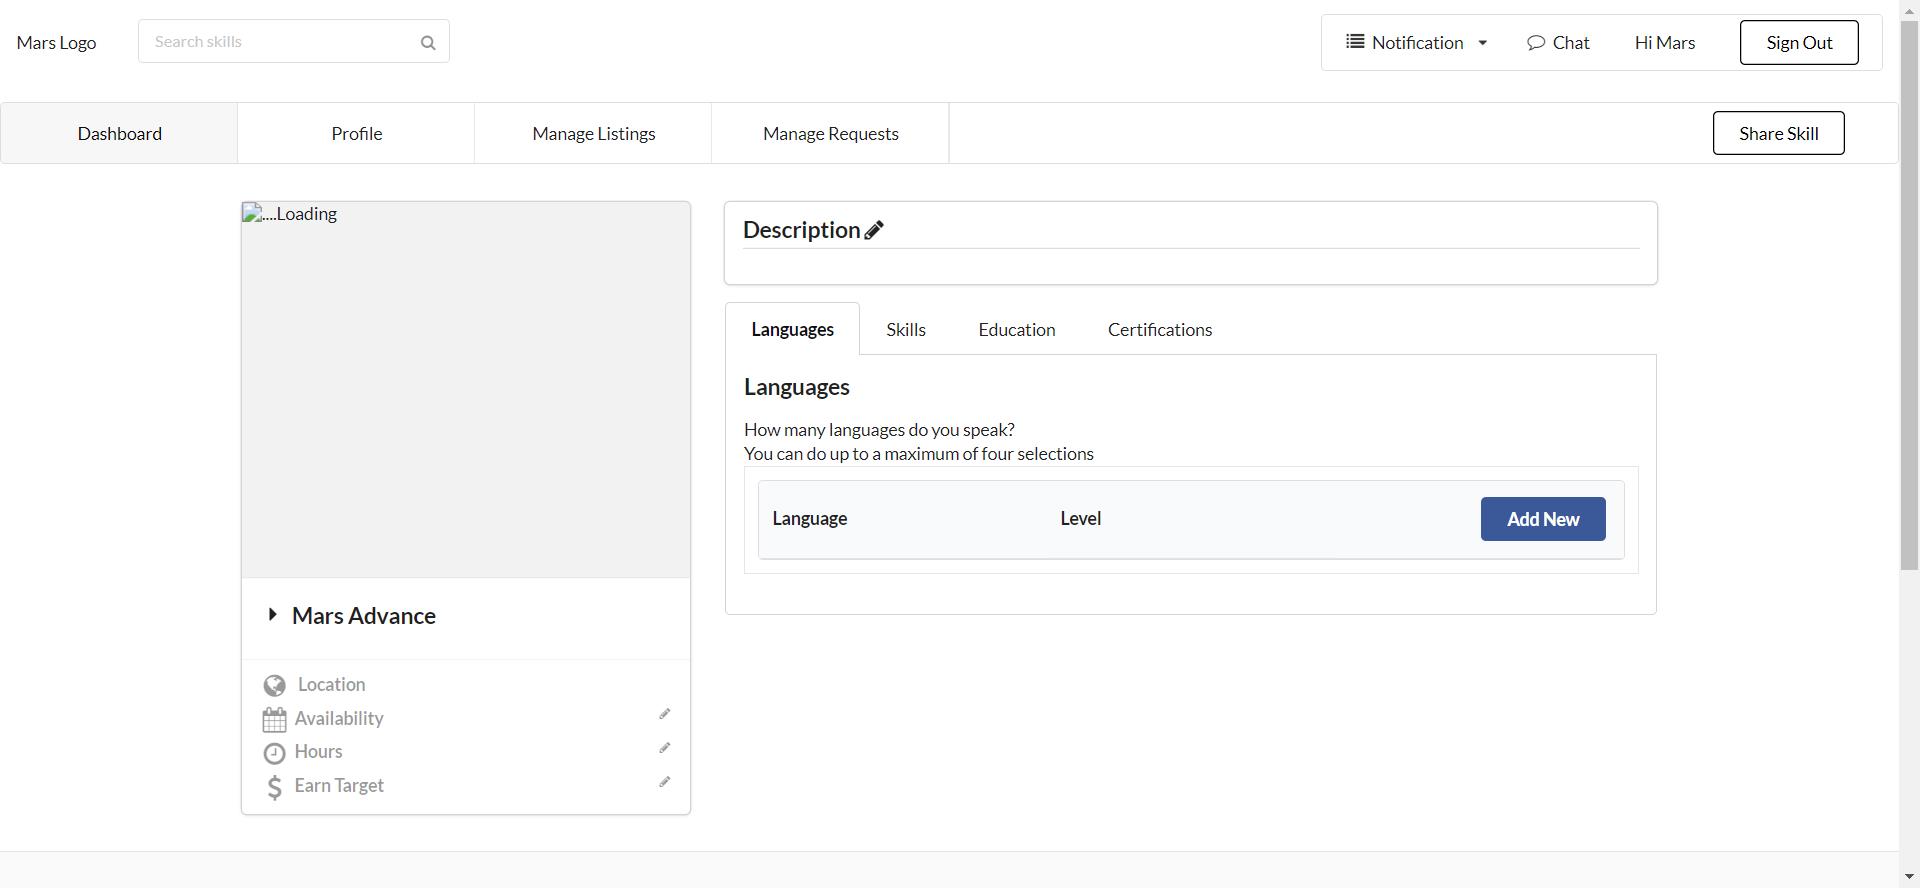 Mars Logo
Search skills
Notification
Chat
Hi Mars
Sign Out
Dashboard
Profile
Manage Listings
Manage Requests
Share Skill
....Loading
Mars Advance
Location
Availability
Hours
Earn Target
Description
Languages
Skills
Education
Certifications
Languages
How many languages do you speak?
You can do up to a maximum of four selections
Language
Level
Add New